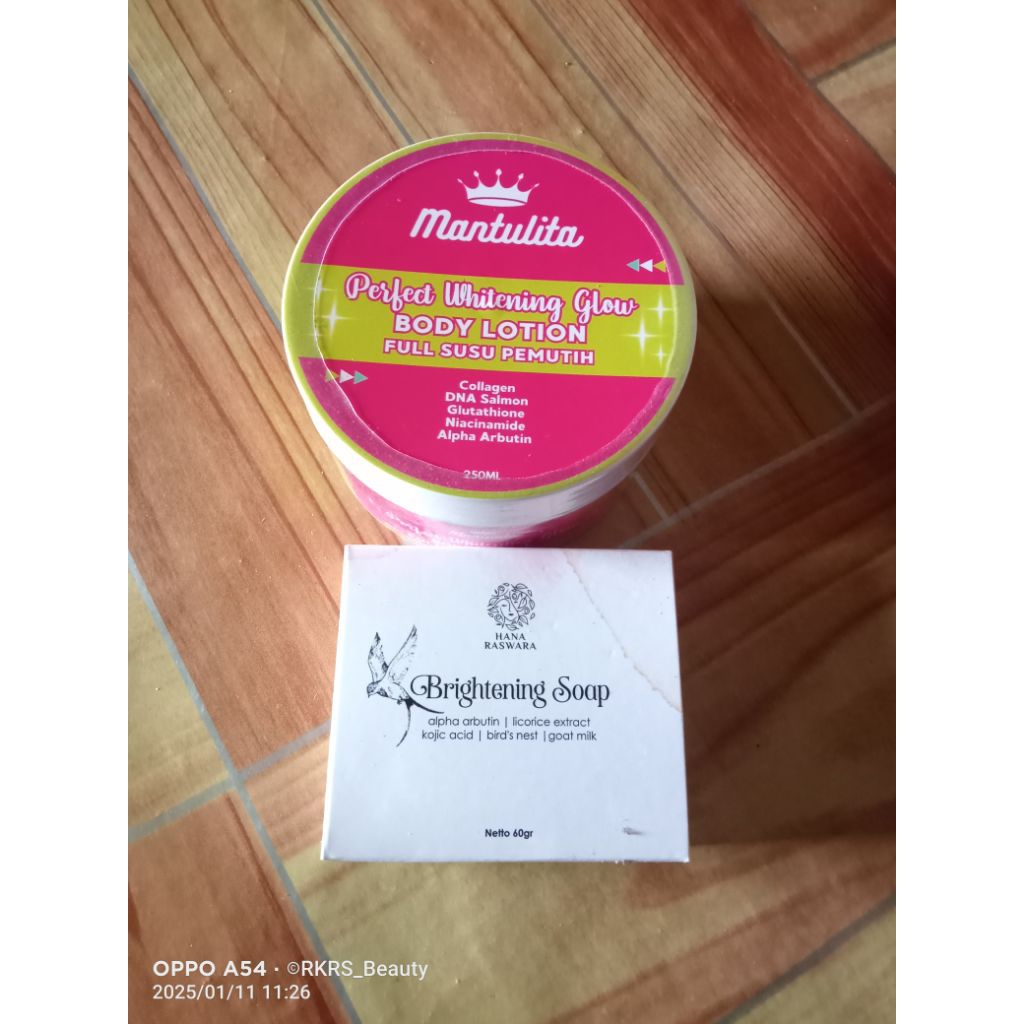 Mantulita
Perfect Whitening Glow
BODY LOTION
FULL SUSU PEMUTIH
Collagen
DNA Salmon
Glutathione
Niacinamide
Alpha Arbutin
250ML
HANA
RASWARA
Brightening Soap
alpha arbutin | licorice extract
kojic acid | bird's nest |goat milk
Netto 60gr
OPPO A54 · ©RKRS_Beauty
2025/01/11 11:26